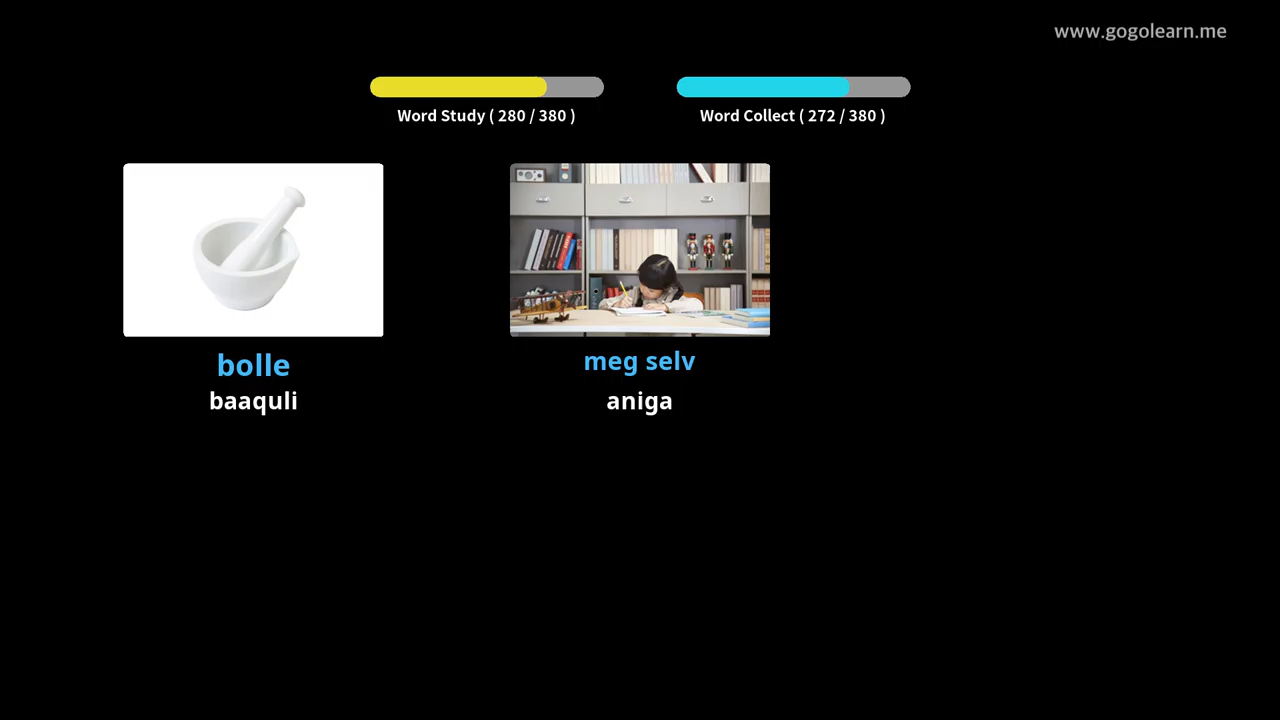 www.gogolearn.me
Word Study ( 280 / 380 )
Word Collect ( 272 / 380 )
bolle
baaquli
meg selv
aniga